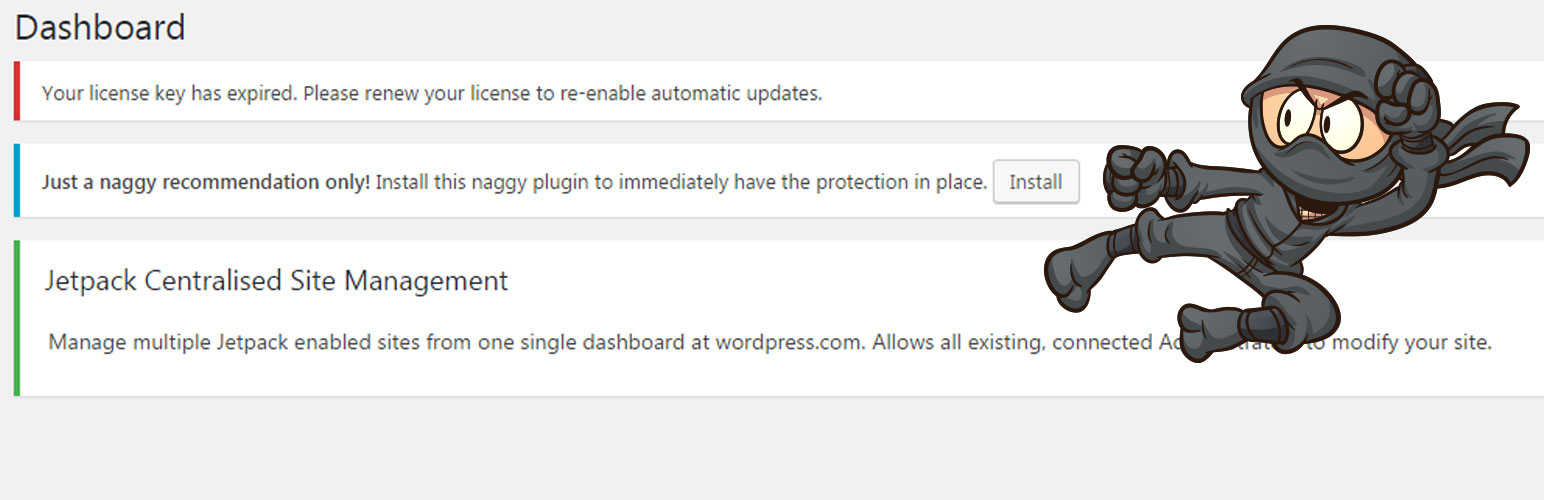 Dashboard
Your license key has expired. Please renew your license to re-enable automatic updates.
Just a naggy recommendation only! Install this naggy plugin to immediately have the protection in place. Install
Jetpack Centralised Site Management
Manage multiple Jetpack enabled sites from one single dashboard at wordpress.com. Allows all existing, connected to modify your site.